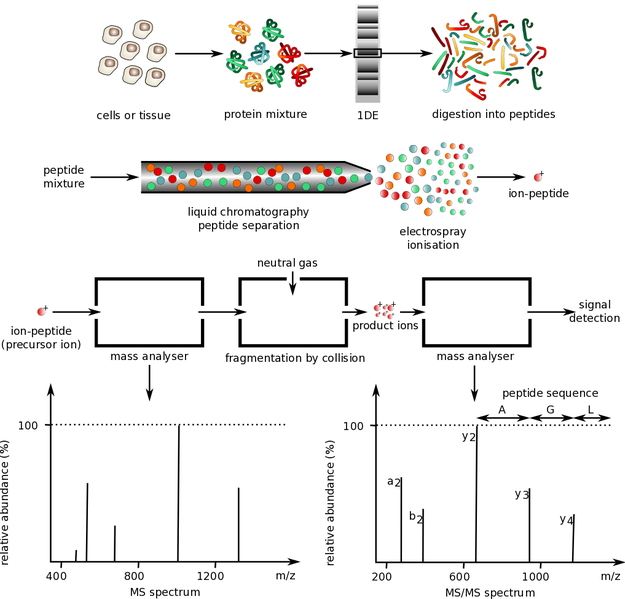 cells or tissue
protein mixture
1DE
digestion into peptides
peptide
mixture
liquid chromatography
peptide separation
electrospray
ionisation
+
ion-peptide
neutral gas
+
ion-peptide
(precursor ion)
mass analyser
fragmentation by collision
+ +
+ +
product ions
mass analyser
signal
detection
relative abundance (%)
100
400 800 1200 m/z
MS spectrum
relative abundance (%)
100
peptide sequence
A G L
y2
a2
b2
y3
y4
200 600 1000 m/z
MS/MS spectrum